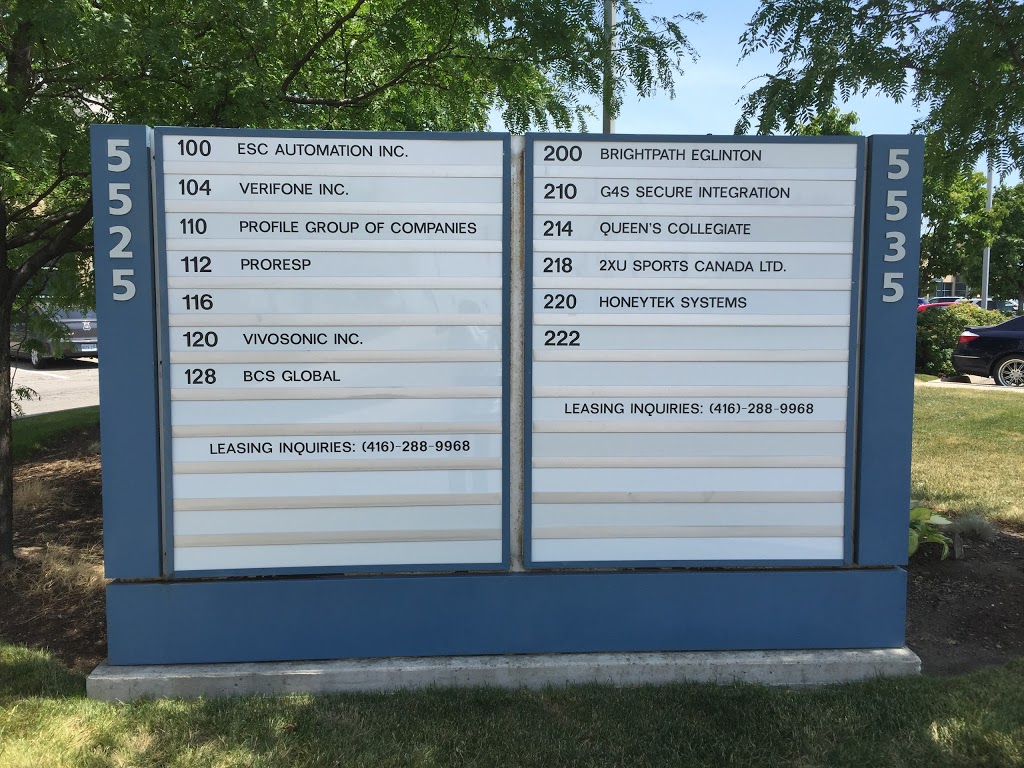 5525
100 ESC AUTOMATION INC.
104 VERIFONE INC.
110 PROFILE GROUP OF COMPANIES
112 PRORESP
116
120 VIVOSONIC INC.
128 BCS GLOBAL
LEASING INQUIRIES: (416)-288-9968
200 BRIGHTPATH EGLINTON
210 G4S SECURE INTEGRATION
214 QUEEN'S COLLEGIATE
218 2XU SPORTS CANADA LTD.
220 HONEYTEK SYSTEMS
222
LEASING INQUIRIES: (416)-288-9968
5535